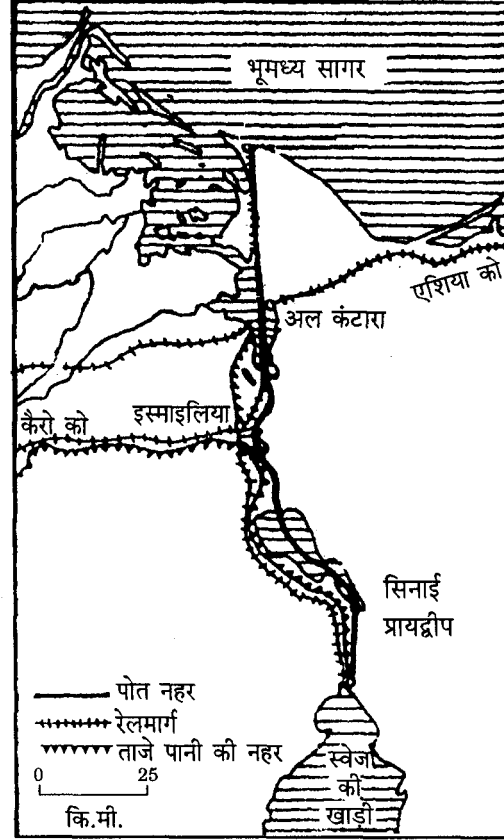 भूमध्य सागर
एशिया को
अल कंटारा
इस्माइलिया
कैरो को
सिनाई
प्रायद्वीप
पोत नहर
रेलमार्ग
ताजे पानी की नहर
0 25
कि.मी.
स्वेज
की
खाड़ी